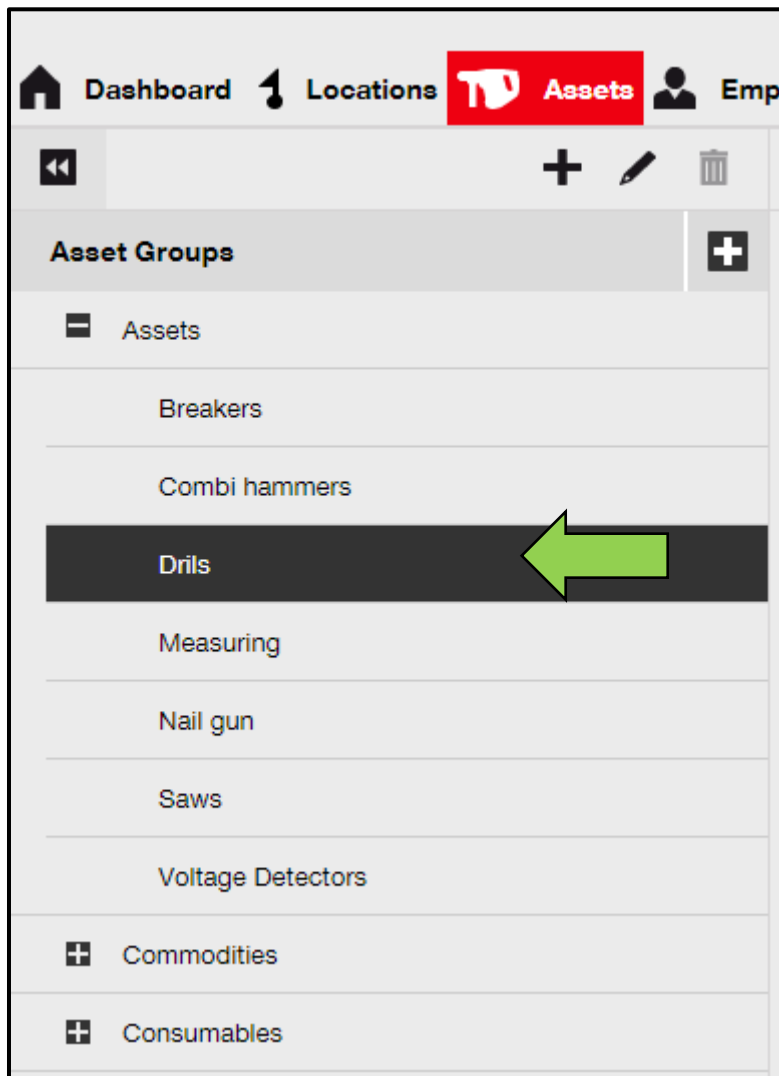 Dashboard Locations Assets Emp
Asset Groups
Assets
Breakers
Combi hammers
Drils
Measuring
Nail gun
Saws
Voltage Detectors
Commodities
Consumables